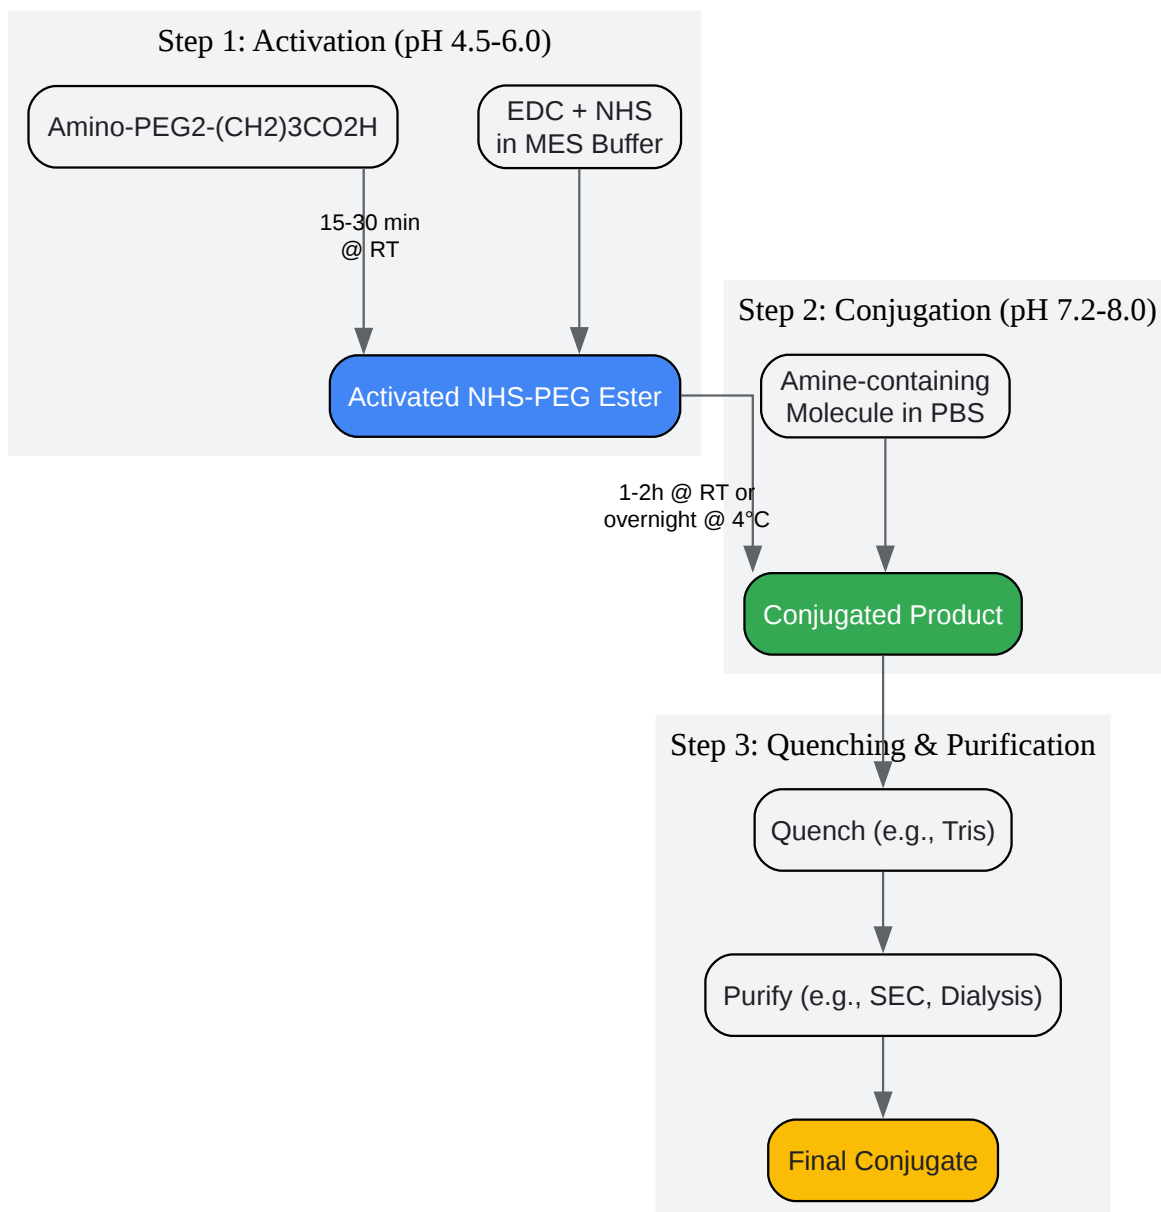 Step 1: Activation (pH 4.5-6.0)
Amino-PEG2-(CH2)3CO2H
EDC + NHS
in MES Buffer
15-30 min
@ RT
Activated NHS-PEG Ester
Step 2: Conjugation (pH 7.2-8.0)
Amine-containing
Molecule in PBS
1-2h @ RT or
overnight @ 4°C
Conjugated Product
Step 3: Quenching & Purification
Quench (e.g., Tris)
Purify (e.g., SEC, Dialysis)
Final Conjugate